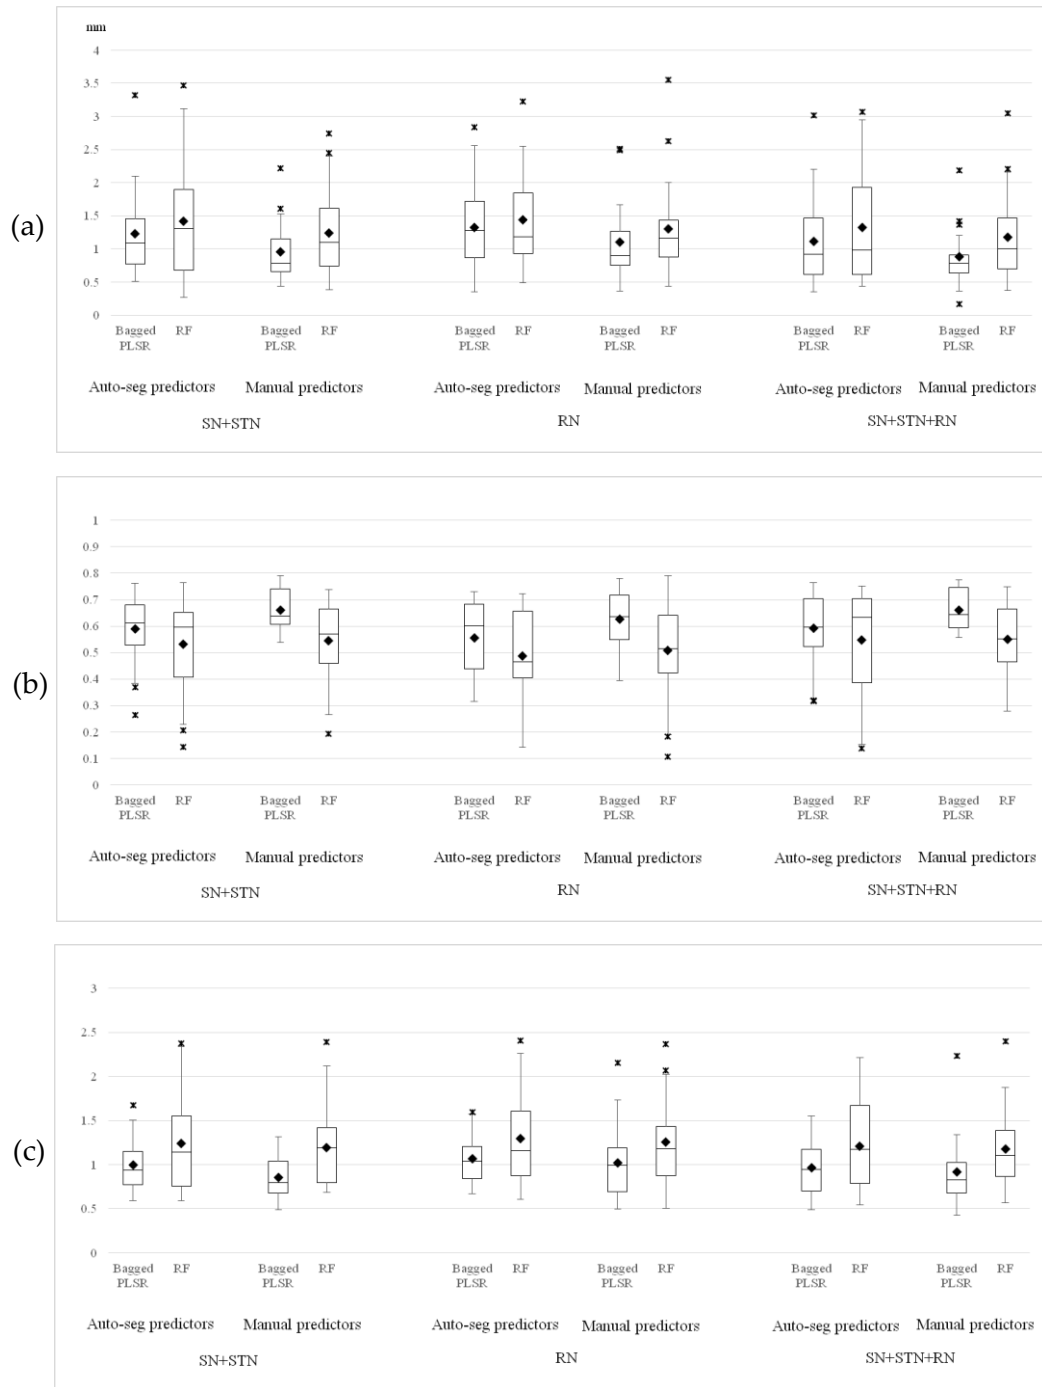 mm
4
3.5
3
2.5
2
1.5
1
0.5
0
(a)
Bagged PLSR RF Bagged PLSR RF Bagged PLSR RF Bagged PLSR RF Bagged PLSR RF Bagged PLSR RF
Auto-seg predictors Manual predictors Auto-seg predictors Manual predictors Auto-seg predictors Manual predictors
SN+STN RN SN+STN+RN
1
0.9
0.8
0.7
0.6
0.5
0.4
0.3
0.2
0.1
0
(b)
Bagged PLSR RF Bagged PLSR RF Bagged PLSR RF Bagged PLSR RF Bagged PLSR RF Bagged PLSR RF
Auto-seg predictors Manual predictors Auto-seg predictors Manual predictors Auto-seg predictors Manual predictors
SN+STN RN SN+STN+RN
3
2.5
2
1.5
1
0.5
0
(c)
Bagged PLSR RF Bagged PLSR RF Bagged PLSR RF Bagged PLSR RF Bagged PLSR RF Bagged PLSR RF
Auto-seg predictors Manual predictors Auto-seg predictors Manual predictors Auto-seg predictors Manual predictors
SN+STN RN SN+STN+RN